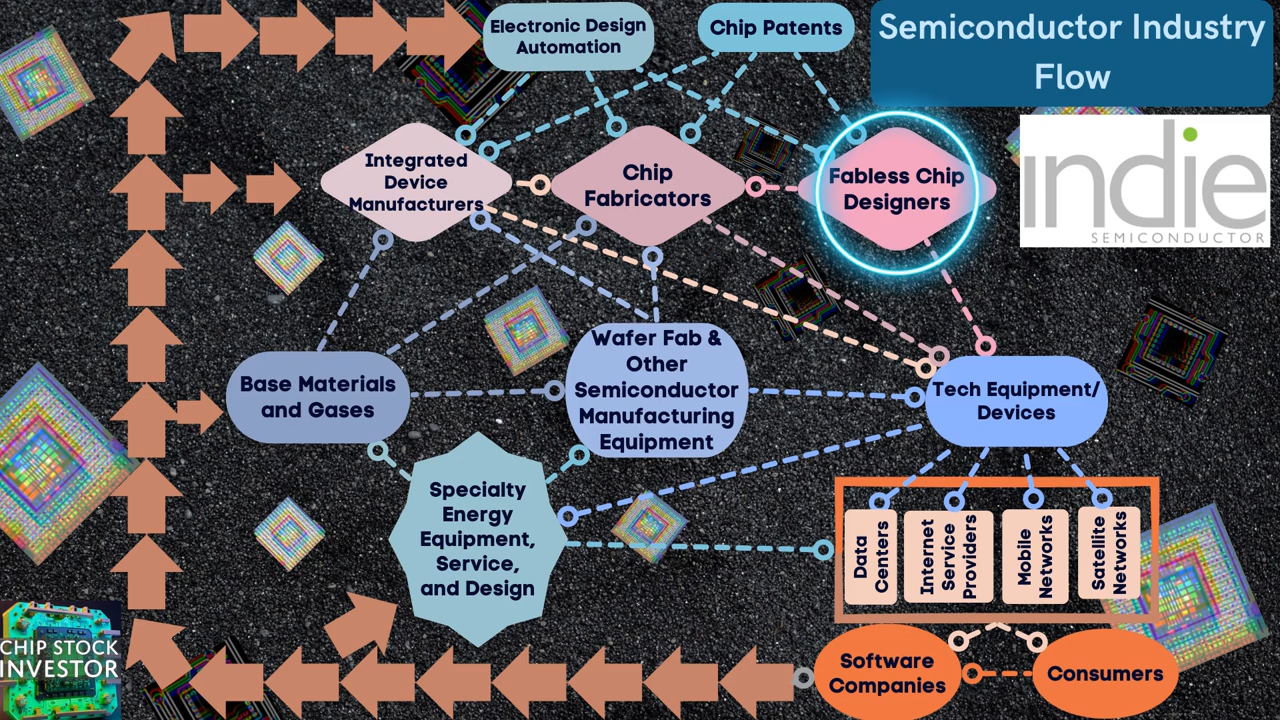 Semiconductor Industry
Flow
indie
SEMICONDUCTOR
Electronic Design
Automation
Chip Patents
Integrated
Device
Manufacturers
Chip
Fabricators
Fabless Chip
Designers
Base Materials
and Gases
Wafer Fab &
Other
Semiconductor
Manufacturing
Equipment
Tech Equipment/
Devices
Specialty
Energy
Equipment,
Service,
and Design
Data
Centers
Internet
Service
Providers
Mobile
Networks
Satellite
Networks
Software
Companies
Consumers
CHIP STOCK
INVESTOR